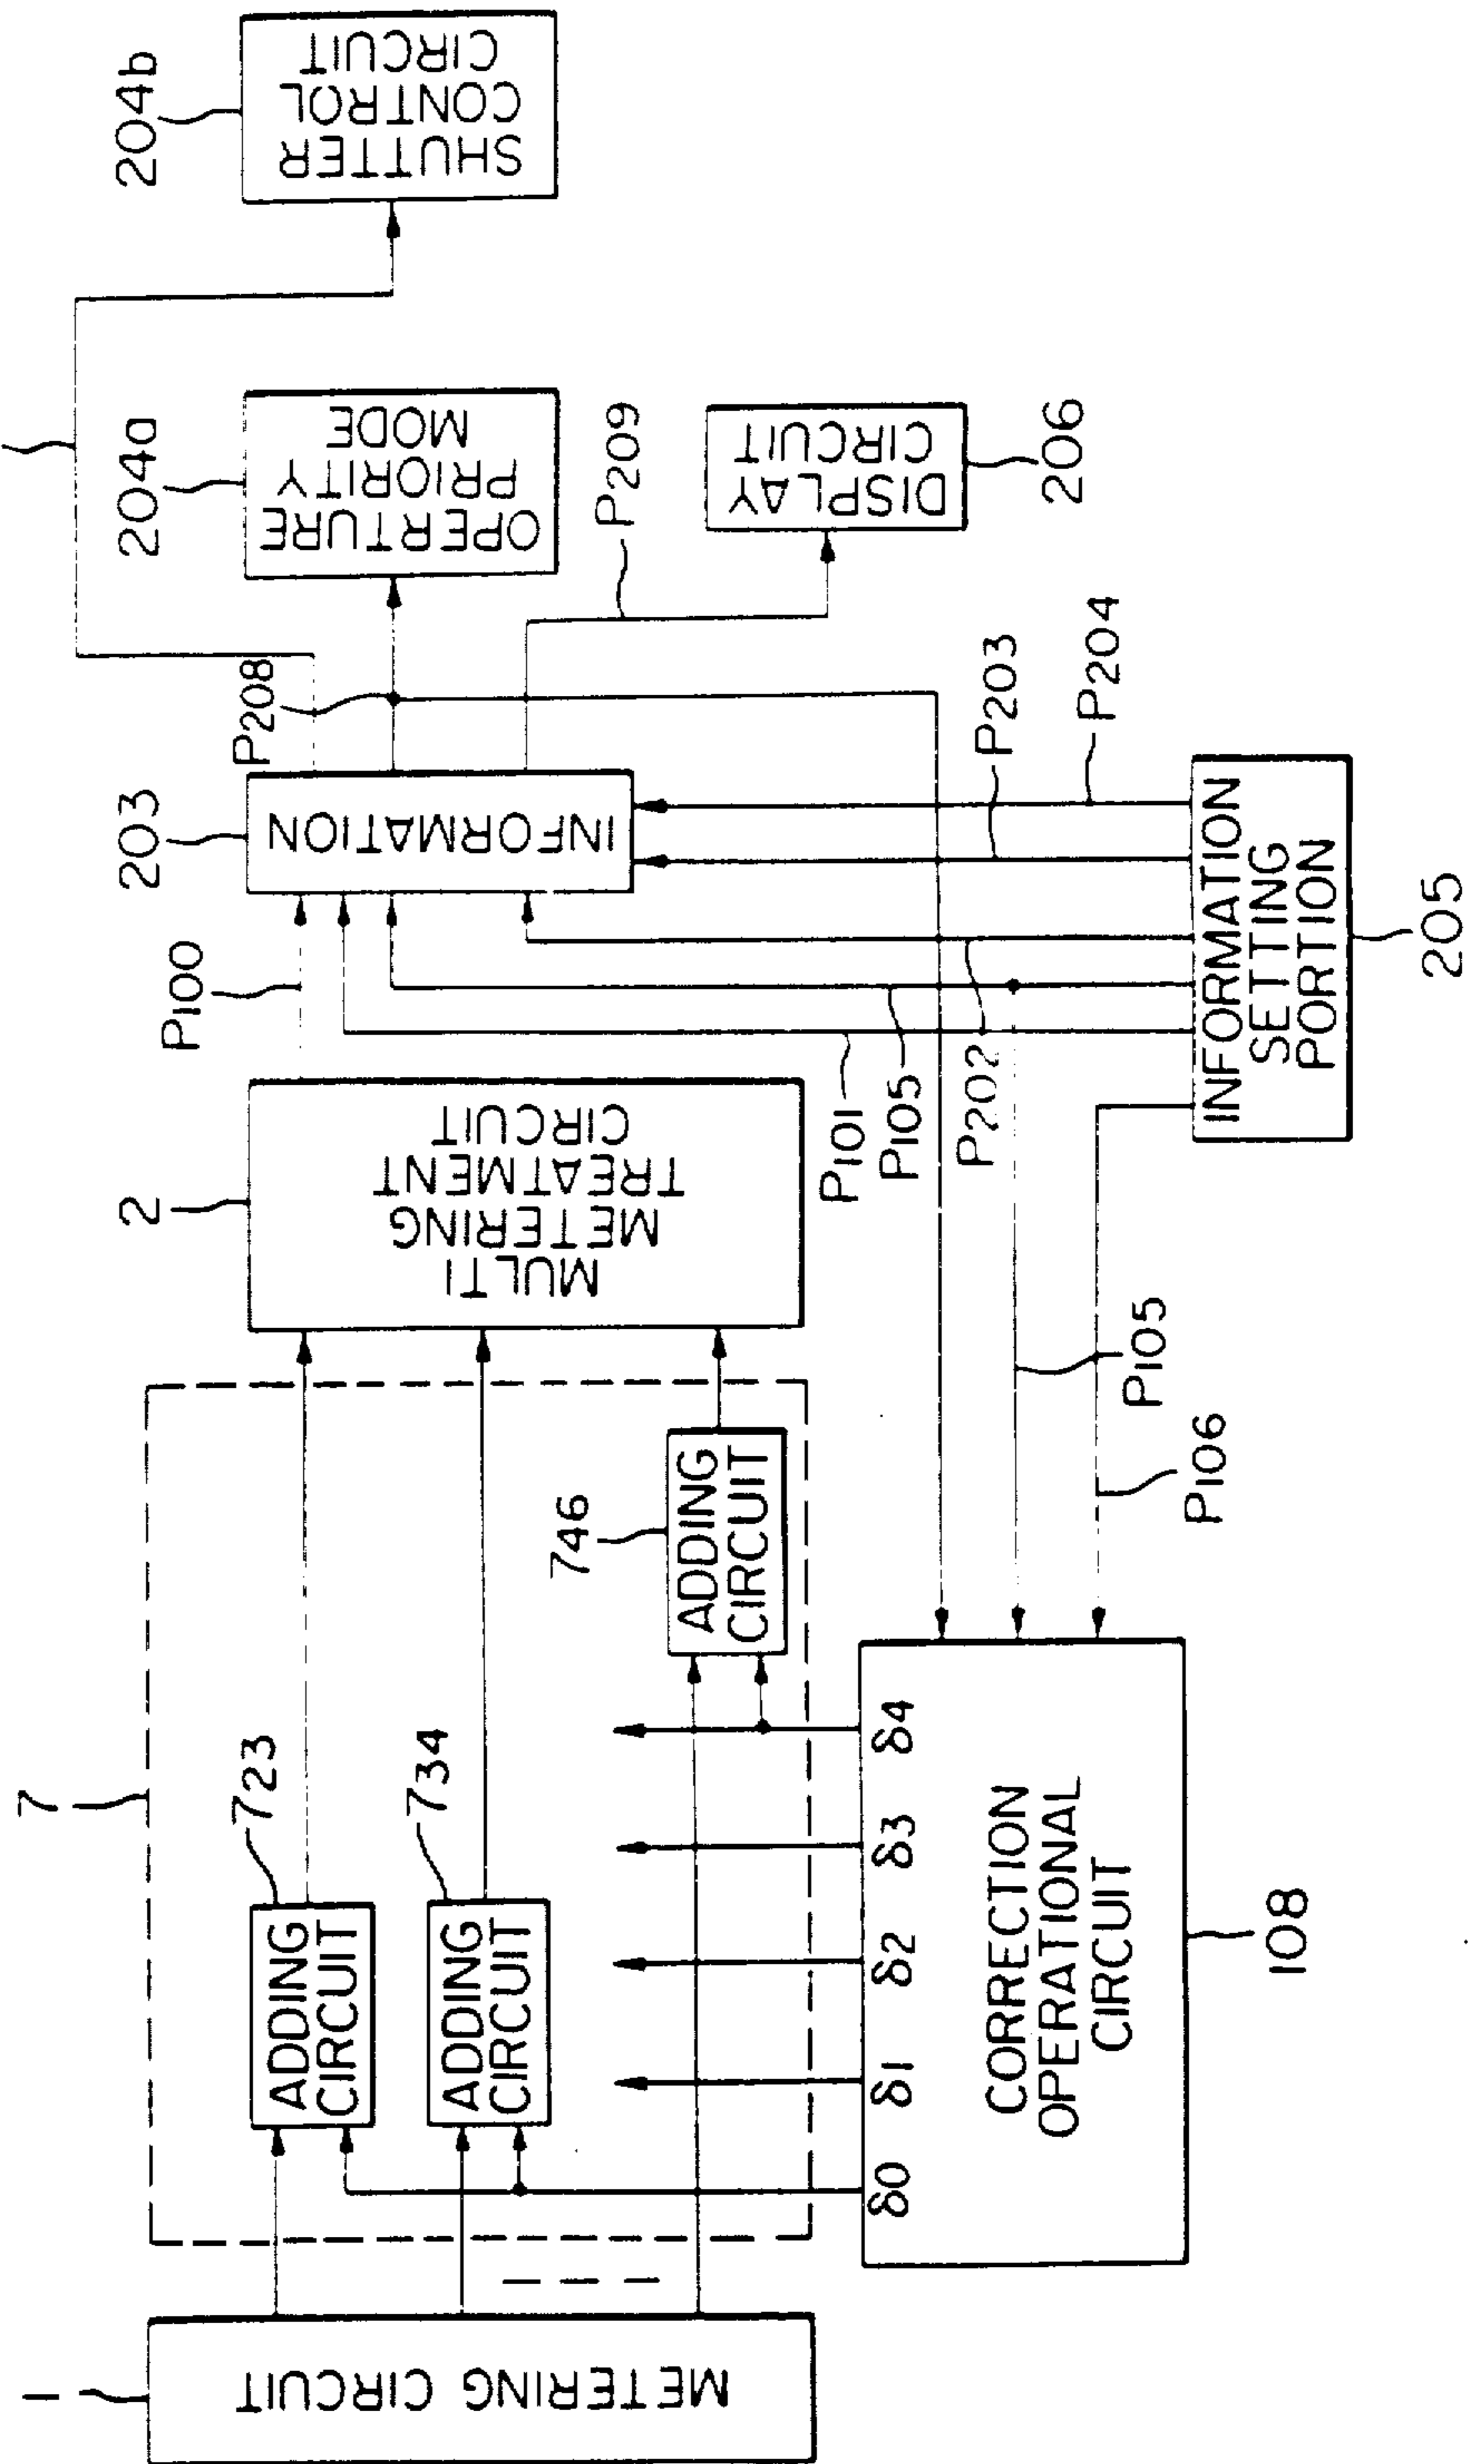 1
METERING CIRCUIT
7
723
ADDING
CIRCUIT
734
ADDING
CIRCUIT
746
ADDING
CIRCUIT
δ0
δ1
δ2
δ3
δ4
CORRECTION
OPERATIONAL
CIRCUIT
108
2
MULTI
METERING
TREATMENT
CIRCUIT
P100
203
INFORMATION
P208
204a
OPERTURE
PRIORITY
MODE
204b
SHUTTER
CONTROL
CIRCUIT
P209
DISPLAY
CIRCUIT
206
P101
P105
P202
P203
P204
P105
P106
INFORMATION
SETTING
PORTION
205